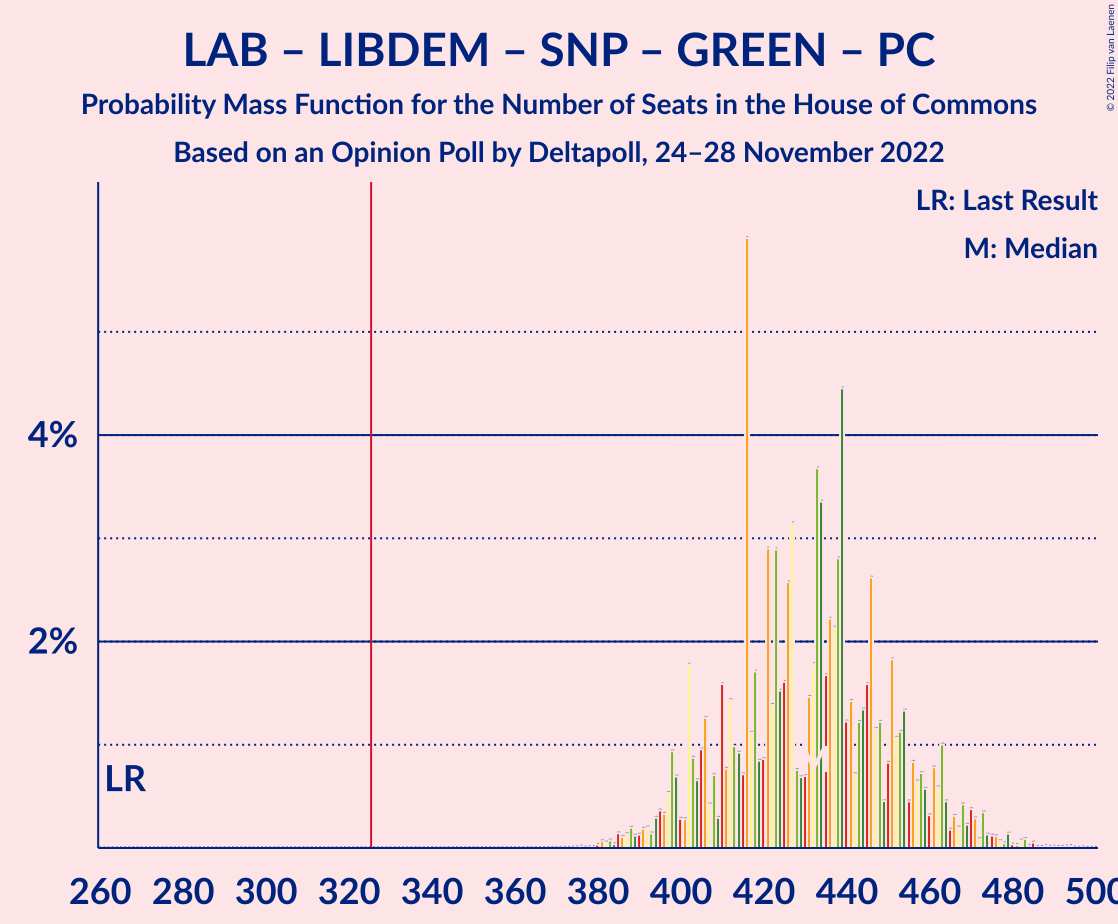 LAB – LIBDEM – SNP – GREEN – PC
Probability Mass Function for the Number of Seats in the House of Commons
Based on an Opinion Poll by Deltapoll, 24–28 November 2022
© 2022 Filip van Laenen
LR: Last Result
M: Median
4%
2%
LR
260 280 300 320 340 360 380 400 420 440 460 480 500